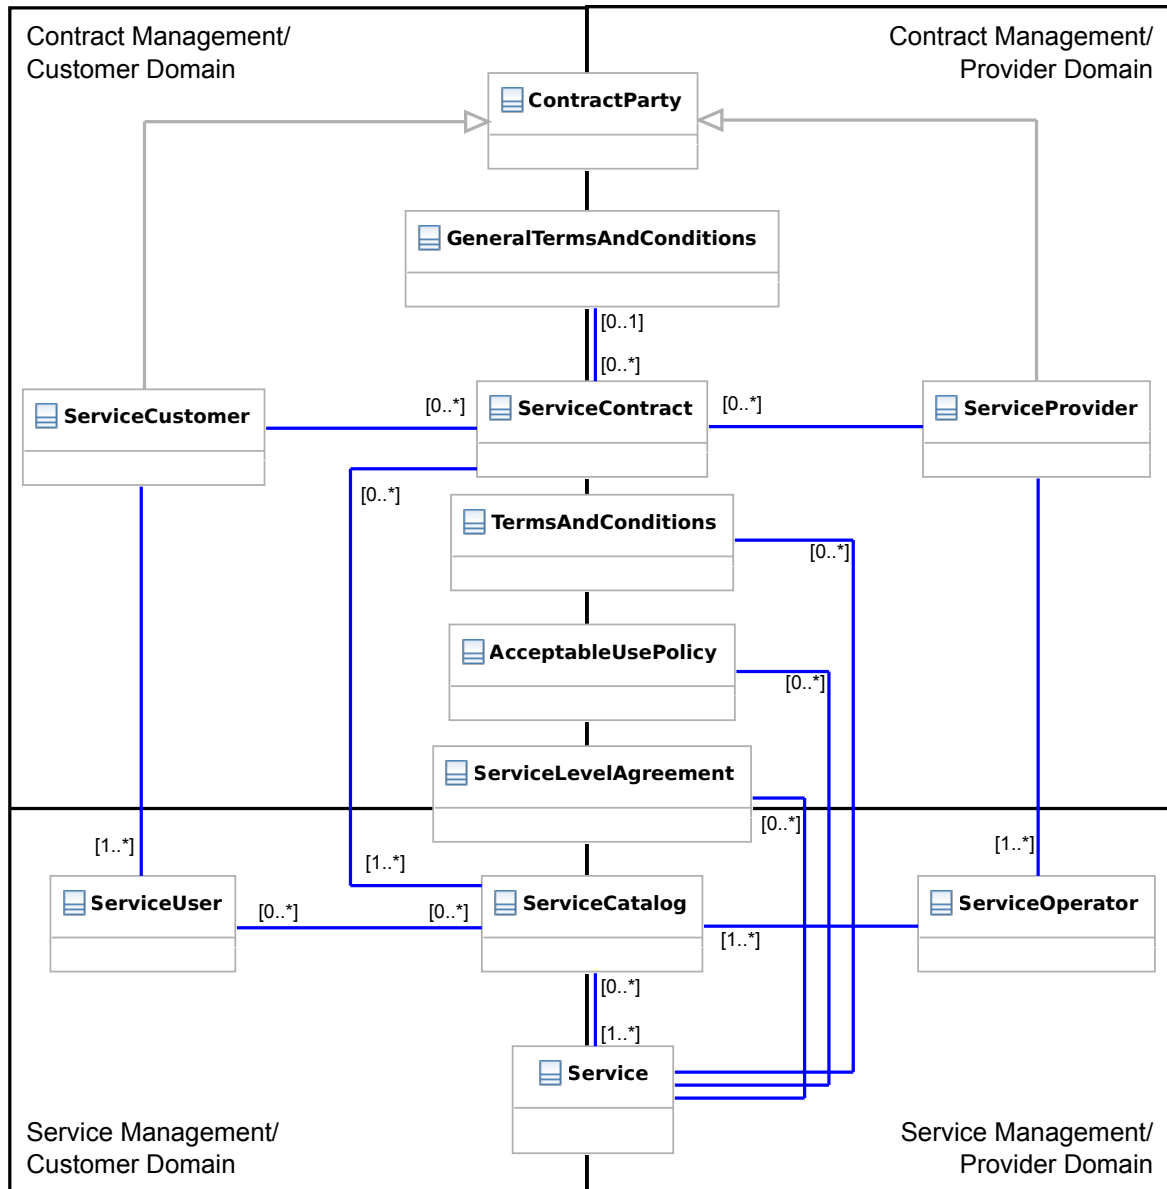 Contract Management/
Customer Domain
Contract Management/
Provider Domain
ContractParty
GeneralTermsAndConditions
[0..1]
[0..*]
ServiceCustomer
[0..*]
ServiceContract
[0..*]
ServiceProvider
[0..*]
TermsAndConditions
[0..*]
AcceptableUsePolicy
[0..*]
ServiceLevelAgreement
[0..*]
[1..*]
[1..*]
[1..*]
ServiceUser
[0..*]
[0..*]
ServiceCatalog
[1..*]
ServiceOperator
[0..*]
[1..*]
Service
Service Management/
Customer Domain
Service Management/
Provider Domain